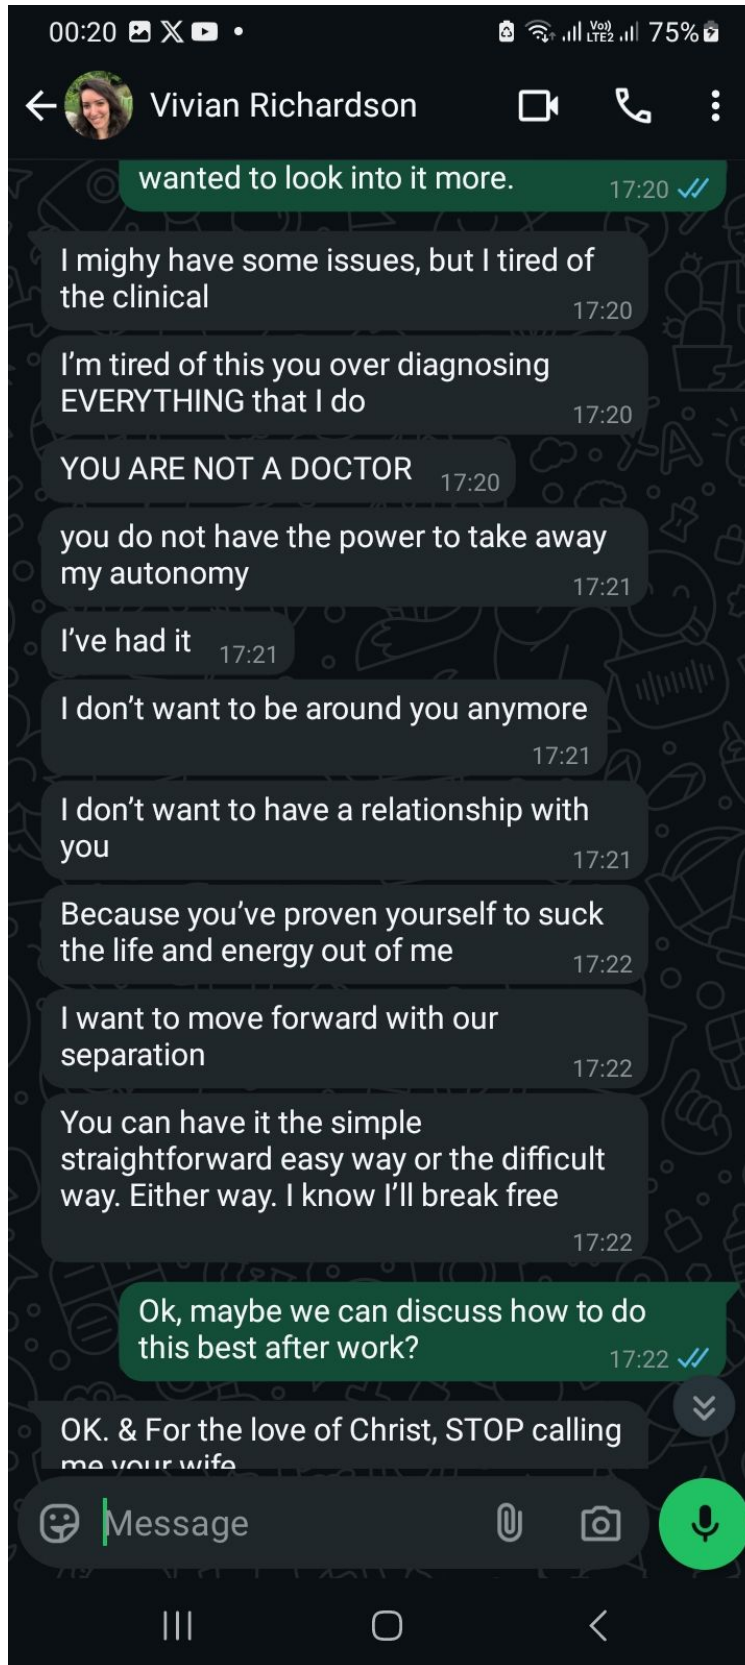 00:20
LTE2 75%
Vivian Richardson
wanted to look into it more.
17:20
I mighy have some issues, but I tired of
the clinical
17:20
I'm tired of this you over diagnosing
EVERYTHING that I do
17:20
YOU ARE NOT A DOCTOR 17:20
you do not have the power to take away
my autonomy
17:21
I've had it 17:21
I don't want to be around you anymore
17:21
I don't want to have a relationship with
you
17:21
Because you've proven yourself to suck
the life and energy out of me
17:22
I want to move forward with our
separation
17:22
You can have it the simple
straightforward easy way or the difficult
way. Either way. I know I'll break free
17:22
Ok, maybe we can discuss how to do
this best after work?
17:22
OK. & For the love of Christ, STOP calling
me your wife
Message